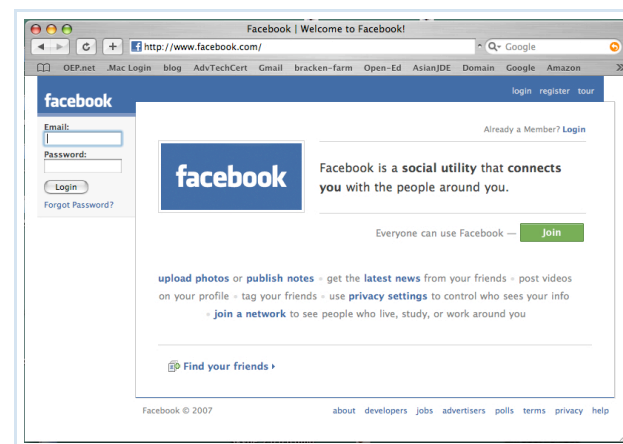 Facebook | Welcome to Facebook!
http://www.facebook.com/
Google
OEP.net .Mac Login blog AdvTechCert Gmail bracken-farm Open-Ed AsianJDE Domain Google Amazon
facebook
login register tour
Email:
Password:
Login
Forgot Password?
Already a Member? Login
facebook
Facebook is a social utility that connects
you with the people around you.
Everyone can use Facebook — Join
upload photos or publish notes • get the latest news from your friends • post videos
on your profile • tag your friends • use privacy settings to control who sees your info
• join a network to see people who live, study, or work around you
Find your friends
Facebook © 2007
about developers jobs advertisers polls terms privacy help